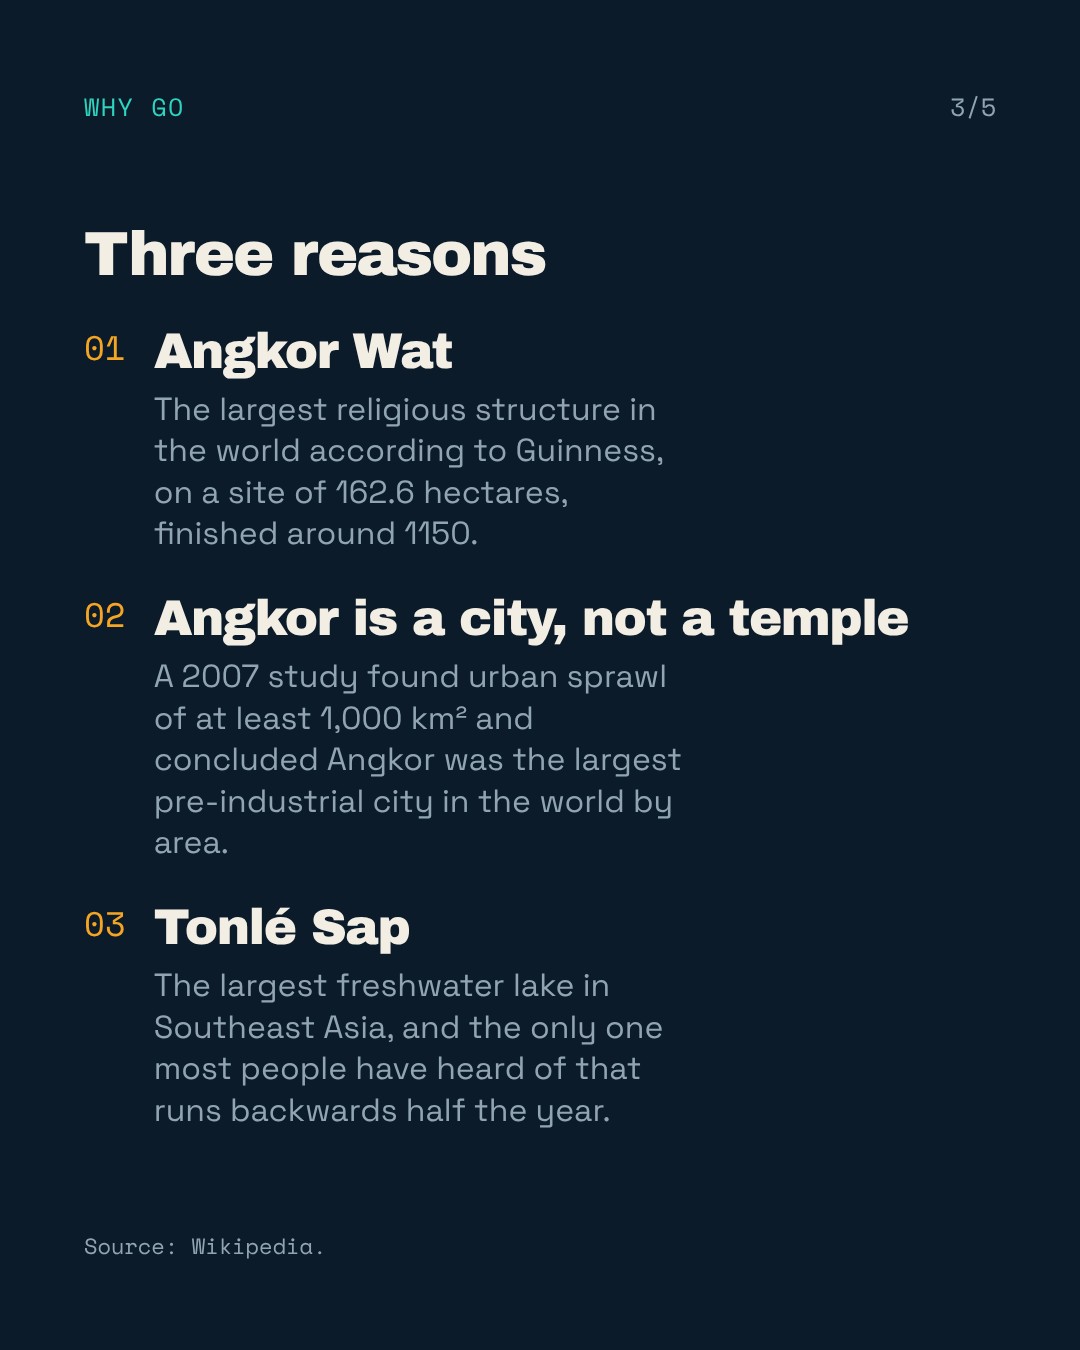 WHY GO
3/5
Three reasons
01 Angkor Wat
The largest religious structure in
the world according to Guinness,
on a site of 162.6 hectares,
finished around 1150.
02 Angkor is a city, not a temple
A 2007 study found urban sprawl
of at least 1,000 km² and
concluded Angkor was the largest
pre-industrial city in the world by
area.
03 Tonlé Sap
The largest freshwater lake in
Southeast Asia, and the only one
most people have heard of that
runs backwards half the year.
Source: Wikipedia.